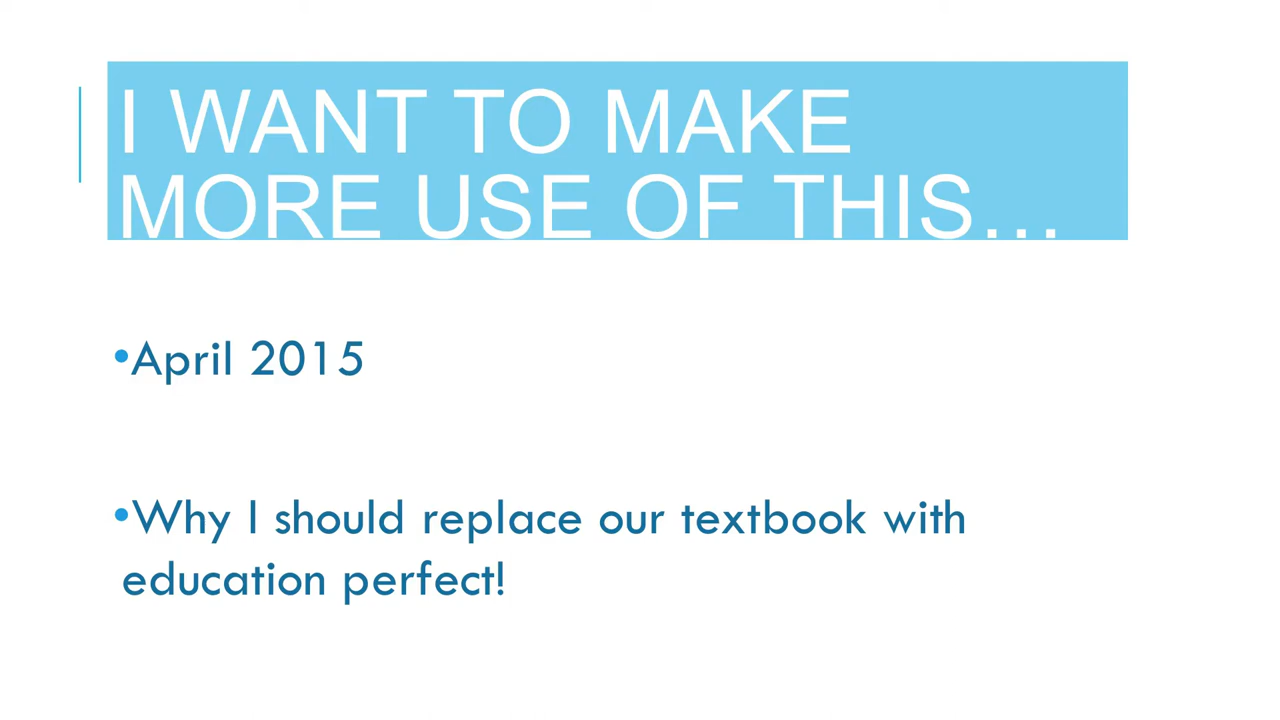 I WANT TO MAKE
MORE USE OF THIS...
•April 2015
•Why I should replace our textbook with
education perfect!